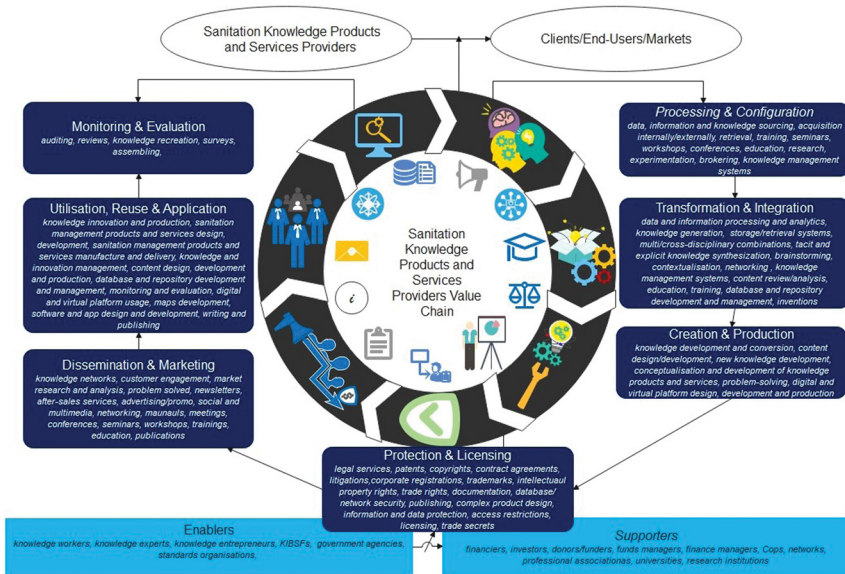 Sanitation Knowledge Products
and Services Providers
Clients/End-Users/Markets
Monitoring & Evaluation
auditing, reviews, knowledge recreation, surveys,
assembling,
Processing & Configuration
data, information and knowledge sourcing, acquisition
internally/externally, retrieval, training, seminars,
workshops, conferences, education, research,
experimentation, brokering, knowledge management
systems
Utilisation, Reuse & Application
knowledge innovation and production, sanitation
management products and services design,
development, sanitation management products and
services manufacture and delivery, knowledge and
innovation management, content design, development
and production, database and repository development
and management, monitoring and evaluation, digital
and virtual platform usage, maps development,
software and app design and development, writing and
publishing
Sanitation
Knowledge
Products and
Services
Providers Value
Chain
i
Transformation & Integration
data and information processing and analytics,
knowledge generation, storage/retrieval systems,
multi/cross-disciplinary combinations, tacit and
explicit knowledge synthesization, brainstorming,
contextualisation, networking , knowledge
management systems, content review/analysis,
education, training, database and repository
development and management, inventions
Dissemination & Marketing
knowledge networks, customer engagement, market
research and analysis, problem solved, newsletters,
after-sales services, advertising/promo, social and
multimedia, networking, maunauls, meetings,
conferences, seminars, workshops, trainings,
education, publications
Creation & Production
knowledge development and conversion, content
design/development, new knowledge development,
conceptualisation and development of knowledge
products and services, problem-solving, digital and
virtual platform design, development and production
Protection & Licensing
legal services, patents, copyrights, contract agreements,
litigations,corporate registrations, trademarks, intellectuaul
property rights, trade rights, documentation, database/
network security, publishing, complex product design,
information and data protection, access restrictions,
licensing, trade secrets
Enablers
knowledge workers, knowledge experts, knowledge entrepreneurs, KIBSFs, government agencies,
standards organisations,
Supporters
financiers, investors, donors/funders, funds managers, finance managers, Cops, networks,
professional associationas, universities, research institutions